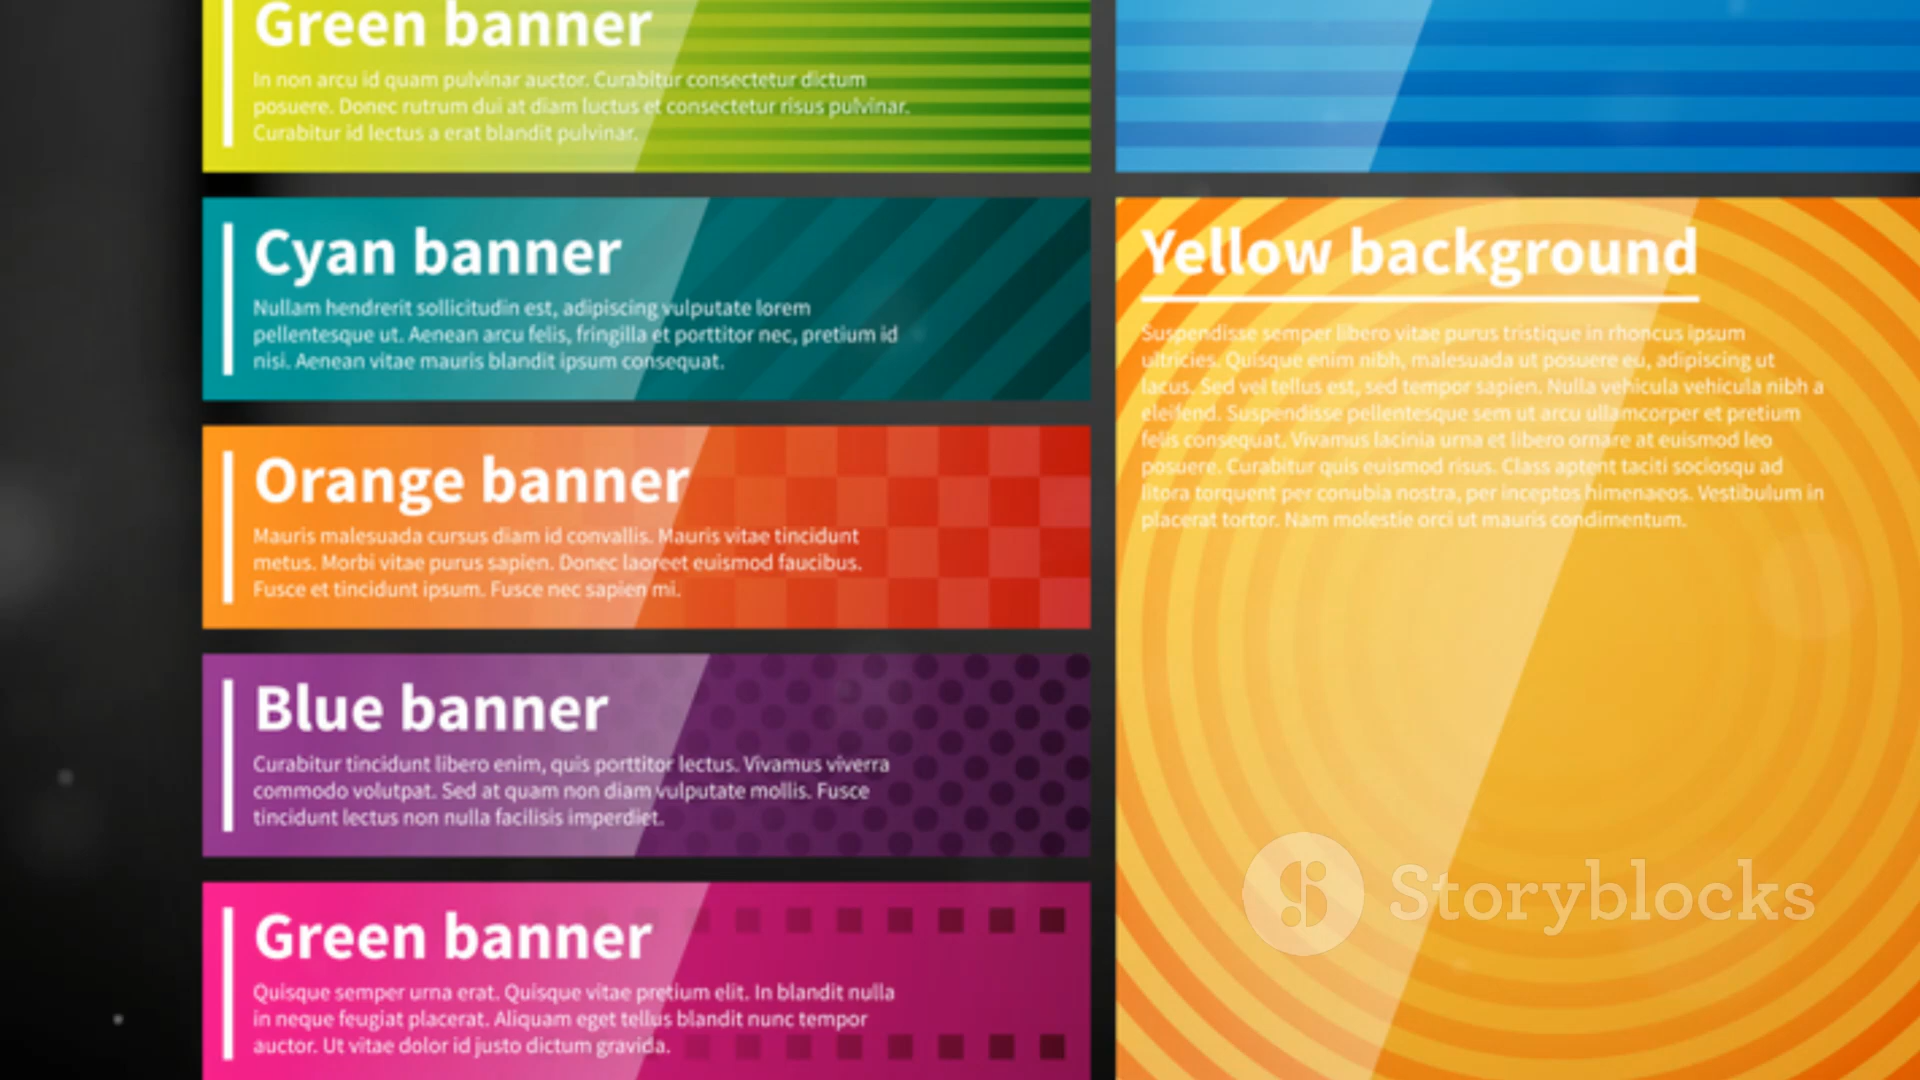 Green banner
In non arcu id quam pulvinar auctor. Curabitur consectetur dictum
posuere. Donec rutrum dui at diam luctus et consectetur risus pulvinar.
Curabitur id lectus a erat blandit pulvinar.
Cyan banner
Nullam hendrerit sollicitudin est, adipiscing vulputate lorem
pellentesque ut. Aenean arcu felis, fringilla et porttitor nec, pretium id
nisi. Aenean vitae mauris blandit ipsum consequat.
Orange banner
Mauris malesuada cursus diam id convallis. Mauris vitae tincidunt
metus. Morbi vitae purus sapien. Donec laoreet euismod faucibus.
Fusce et tincidunt ipsum. Fusce nec sapien mi.
Blue banner
Curabitur tincidunt libero enim, quis porttitor lectus. Vivamus viverra
commodo volutpat. Sed at quam non diam vulputate mollis. Fusce
tincidunt lectus non nulla facilisis imperdiet.
Green banner
Quisque semper urna erat. Quisque vitae pretium elit. In blandit nulla
in neque feugiat placerat. Aliquam eget tellus blandit nunc tempor
auctor. Ut vitae dolor id justo dictum gravida.
Yellow background
Suspendisse semper libero vitae purus tristique in rhoncus ipsum
ultricies. Quisque enim nibh, malesuada ut posuere eu, adipiscing ut
lacus. Sed vel tellus est, sed tempor sapien. Nulla vehicula vehicula nibh a
eleifend. Suspendisse pellentesque sem ut arcu ullamcorper et pretium
felis consequat. Vivamus lacinia urna et libero ornare at euismod leo
posuere. Curabitur quis euismod risus. Class aptent taciti sociosqu ad
litora torquent per conubia nostra, per inceptos himenaeos. Vestibulum in
placerat tortor. Nam molestie orci ut mauris condimentum.
Storyblocks